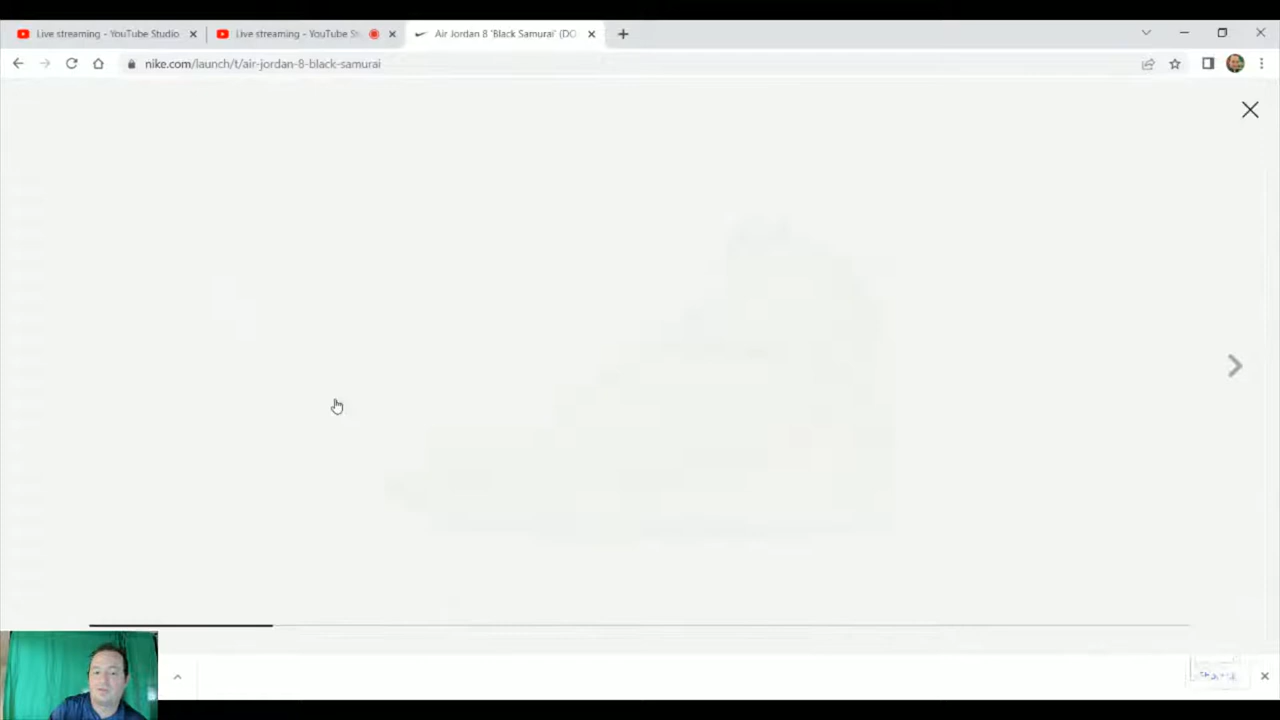 Live streaming - YouTube Studio
Live streaming - YouTube St
Air Jordan 8 'Black Samurai' (DO
nike.com/launch/t/air-jordan-8-black-samurai